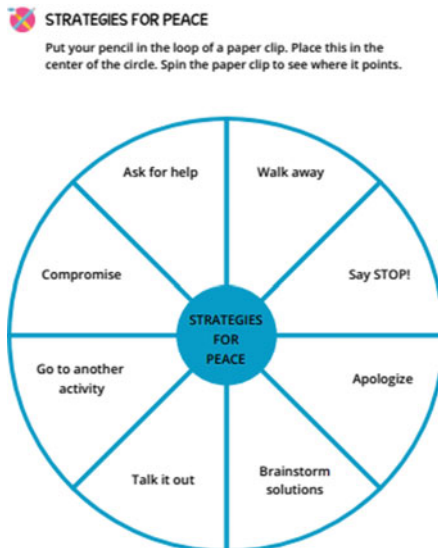 STRATEGIES FOR PEACE
Put your pencil in the loop of a paper clip. Place this in the
center of the circle. Spin the paper clip to see where it points.
Ask for help
Walk away
Compromise
Say STOP!
STRATEGIES
FOR
PEACE
Go to another
activity
Apologize
Talk it out
Brainstorm
solutions